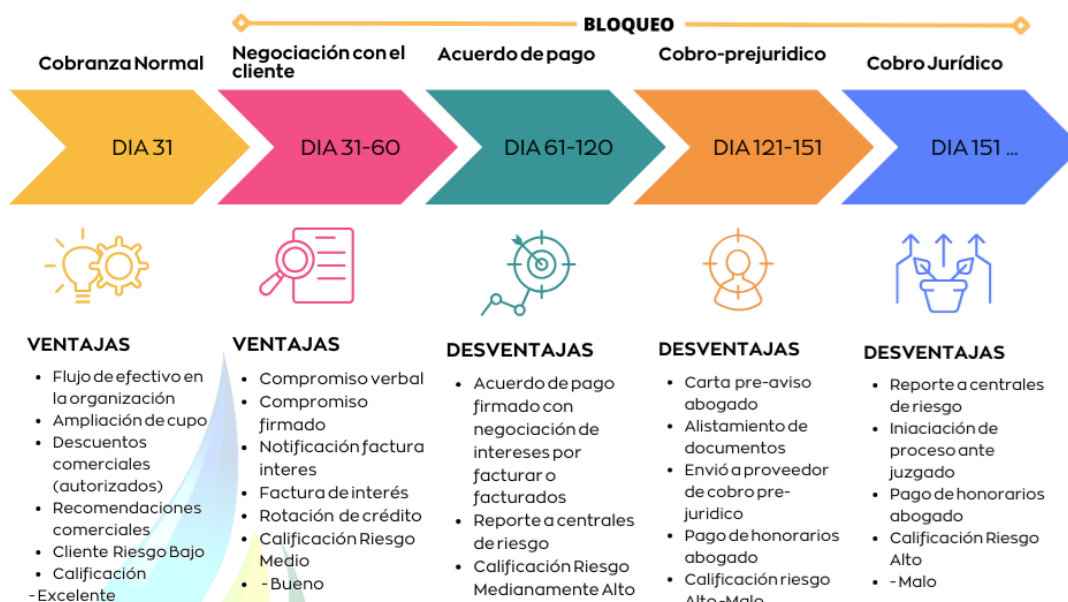 BLOQUEO
Cobranza Normal
Negociación con el
cliente
Acuerdo de pago
Cobro-prejuridico
Cobro Jurídico
DIA 31
DIA 31-60
DIA 61-120
DIA 121-151
DIA 151 ...
VENTAJAS
• Flujo de efectivo en
la organización
• Ampliación de cupo
• Descuentos
comerciales
(autorizados)
• Recomendaciones
comerciales
• Cliente Riesgo Bajo
• Calificación
-Excelente
VENTAJAS
• Compromiso verbal
• Compromiso
firmado
• Notificación factura
interes
• Factura de interés
• Rotación de crédito
• Calificación Riesgo
Medio
• -Bueno
DESVENTAJAS
• Acuerdo de pago
firmado con
negociación de
intereses por
facturar o
facturados
• Reporte a centrales
de riesgo
• Calificación Riesgo
Medianamente Alto
DESVENTAJAS
• Carta pre-aviso
abogado
• Alistamiento de
documentos
• Envió a proveedor
de cobro pre-
juridico
• Pago de honorarios
abogado
• Calificación riesgo
Alto -Malo
DESVENTAJAS
• Reporte a centrales
de riesgo
• Iniaciación de
proceso ante
juzgado
• Pago de honorarios
abogado
• Calificación Riesgo
Alto
• -Malo